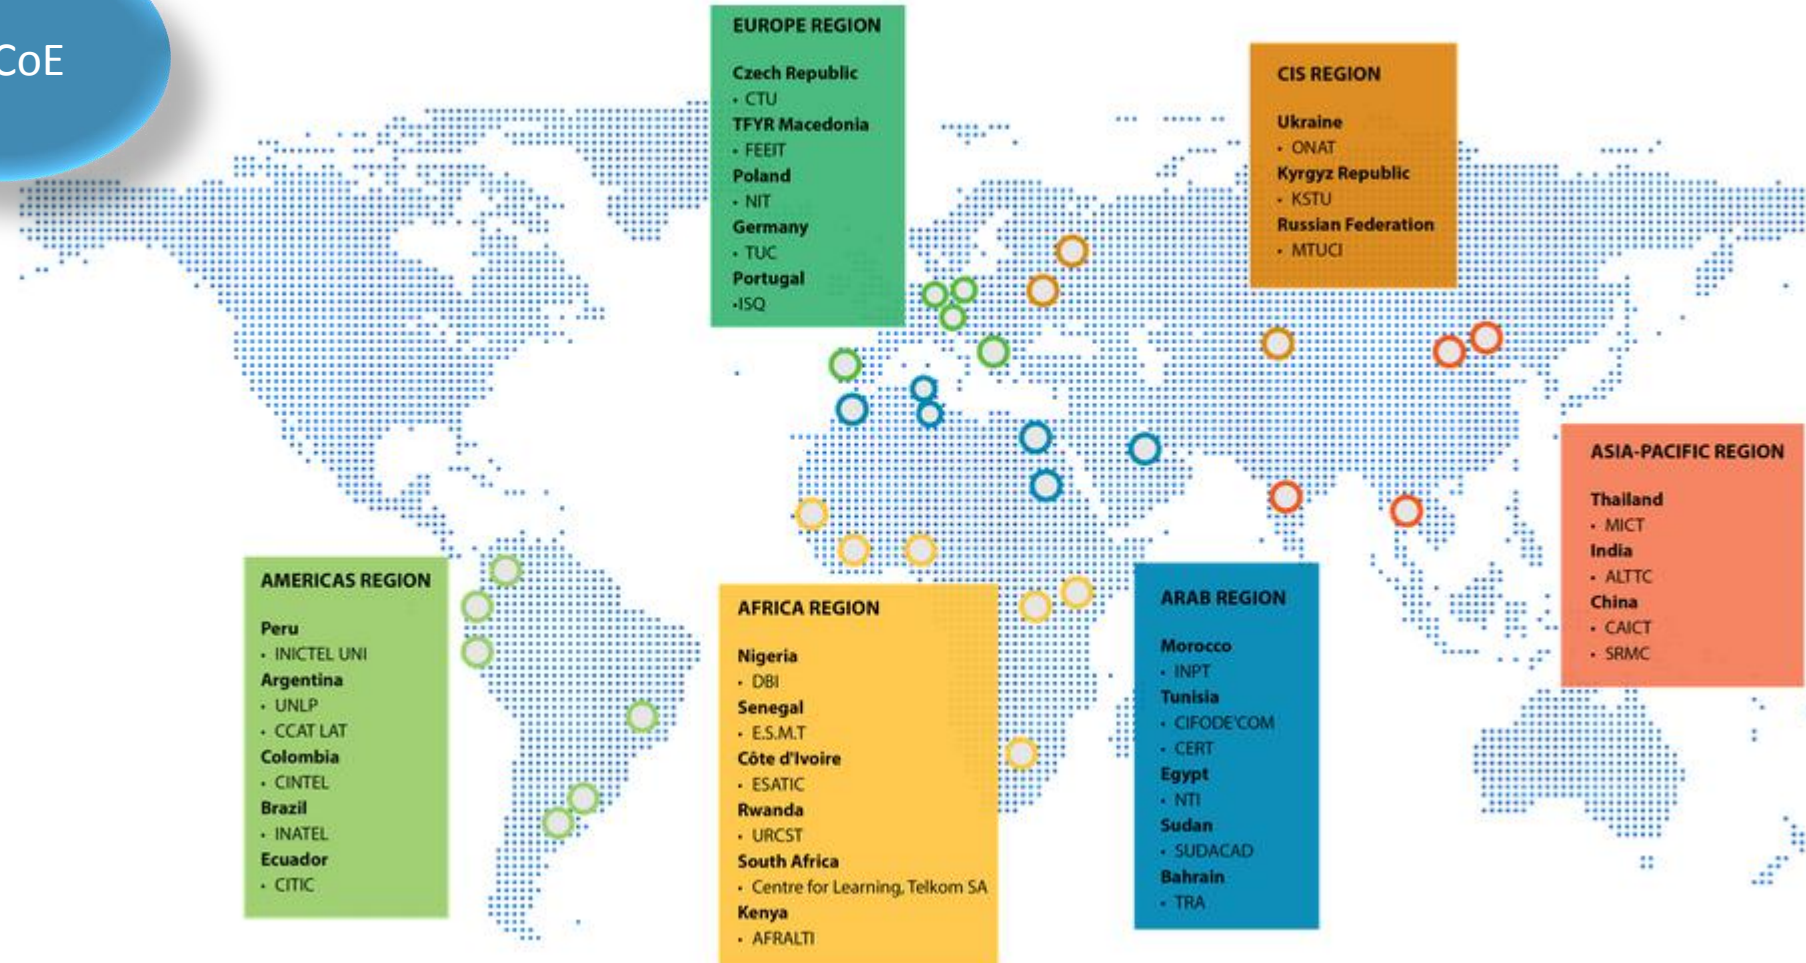 CoE
EUROPE REGION
Czech Republic
• CTU
TFYR Macedonia
• FEEIT
Poland
• NIT
Germany
• TUC
Portugal
•ISQ
CIS REGION
Ukraine
• ONAT
Kyrgyz Republic
• KSTU
Russian Federation
• MTUCI
ASIA-PACIFIC REGION
Thailand
• MICT
India
• ALTTC
China
• CAICT
• SRMC
AMERICAS REGION
Peru
• INICTEL UNI
Argentina
• UNLP
• CCAT LAT
Colombia
• CINTEL
Brazil
• INATEL
Ecuador
• CITIC
AFRICA REGION
Nigeria
• DBI
Senegal
• E.S.M.T
Côte d'Ivoire
• ESATIC
Rwanda
• URCST
South Africa
• Centre for Learning, Telkom SA
Kenya
• AFRALTI
ARAB REGION
Morocco
• INPT
Tunisia
• CIFODE'COM
• CERT
Egypt
• NTI
Sudan
• SUDACAD
Bahrain
• TRA